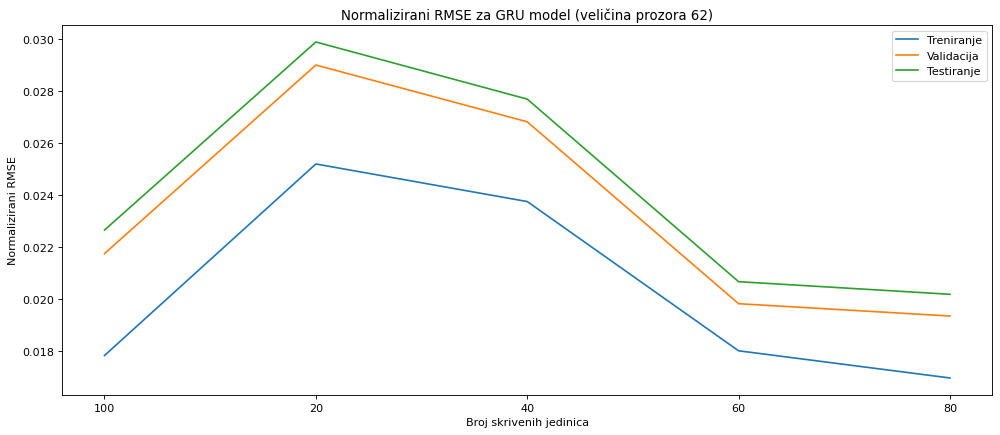 Normalizirani RMSE za GRU model (veličina prozora 62)
Treniranje
Validacija
Testiranje
Normalizirani RMSE
0.030
0.028
0.026
0.024
0.022
0.020
0.018
100 20 40 60 80
Broj skrivenih jedinica